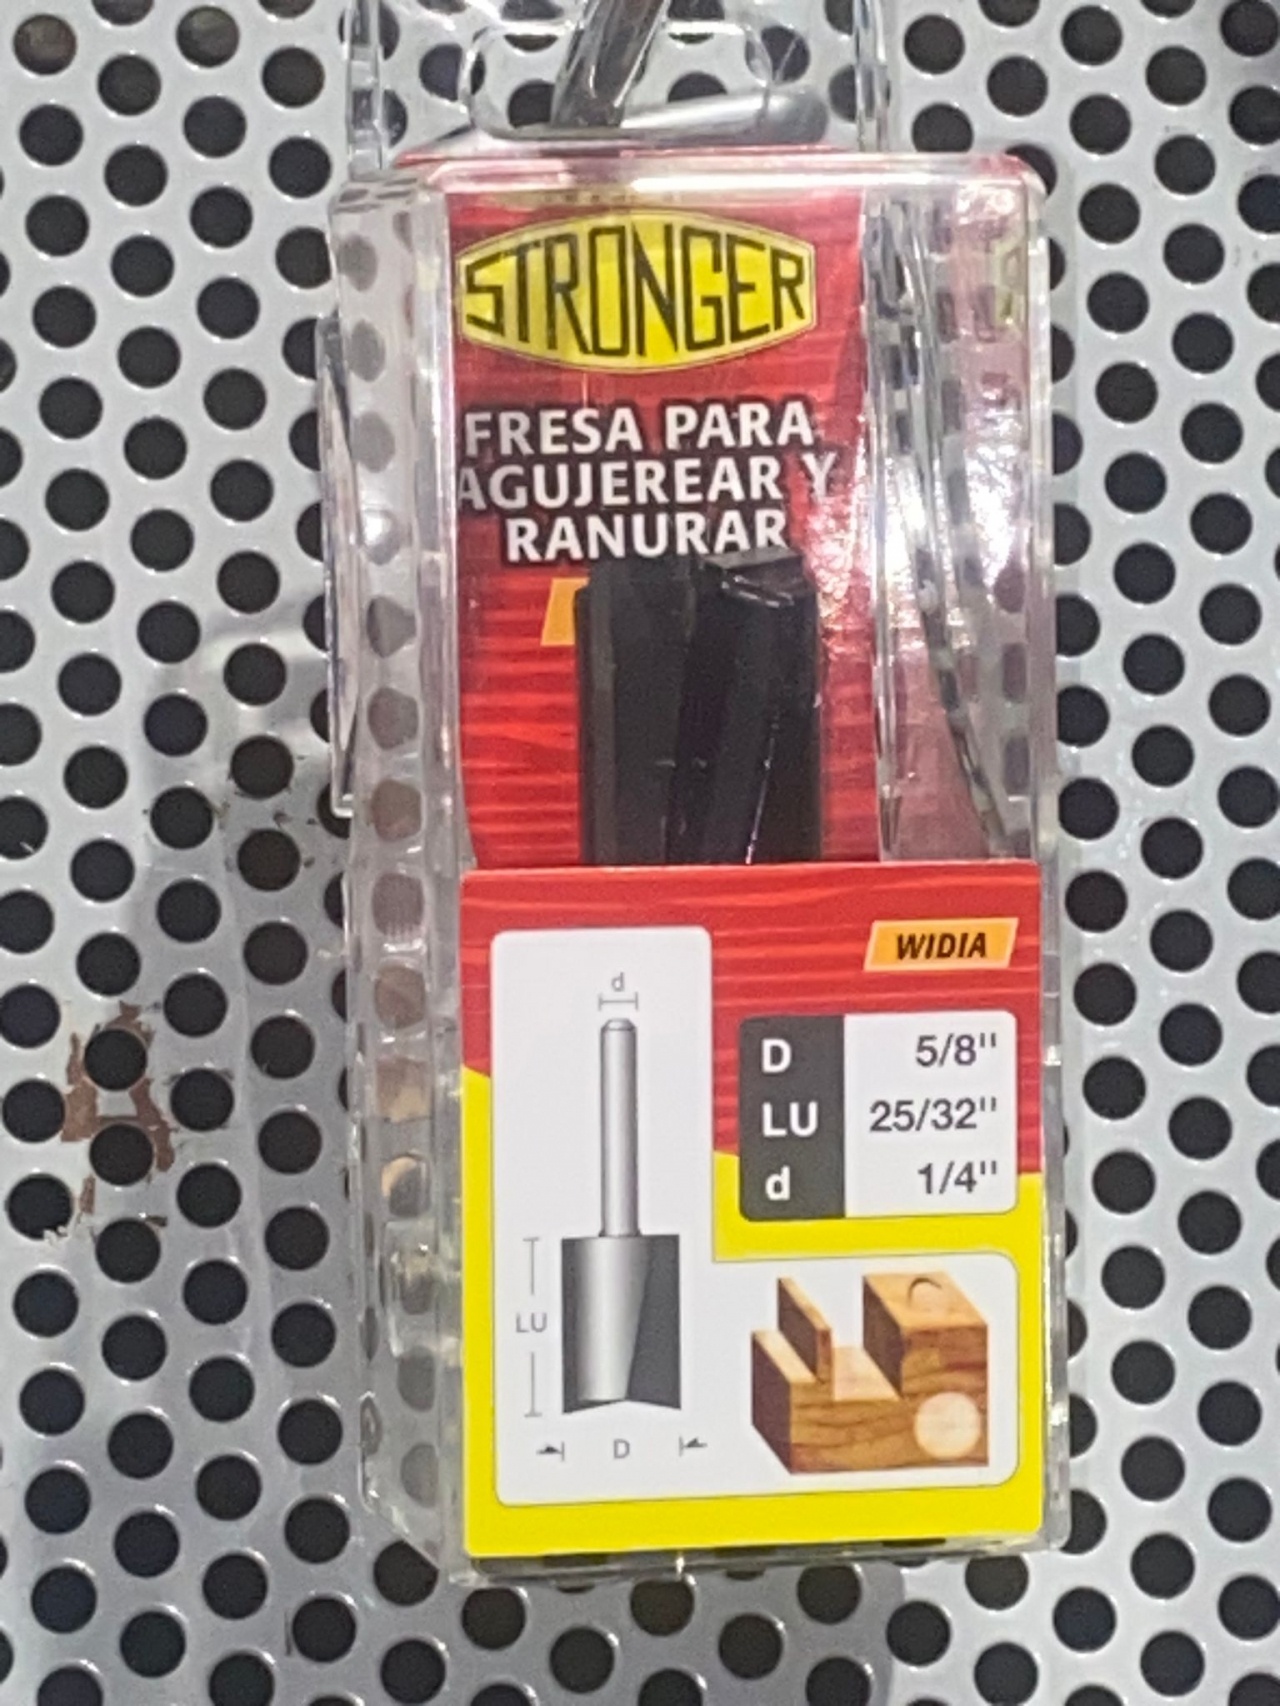 STRONGER
FRESA PARA
AGUJEREAR Y
RANURAR
WIDIA
d
D 5/8"
LU 25/32"
d 1/4"
LU
D